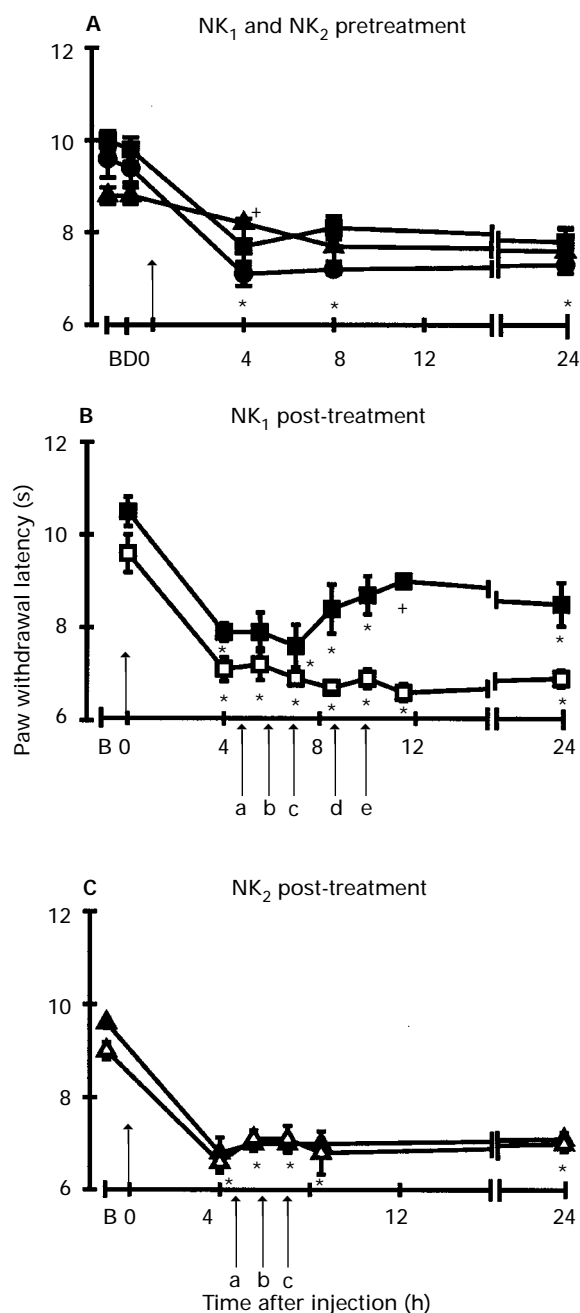 A NK₁ and NK₂ pretreatment
12
10
8
6
+
* * *
BD0 4 8 12 24
B NK₁ post-treatment
12
10
8
6
Paw withdrawal latency (s)
* * * +
*
* * * * * * *
B 0 4 8 12 24
a b c d e
C NK₂ post-treatment
12
10
8
6
* * * * *
B 0 4 12 24
a b c
Time after injection (h)